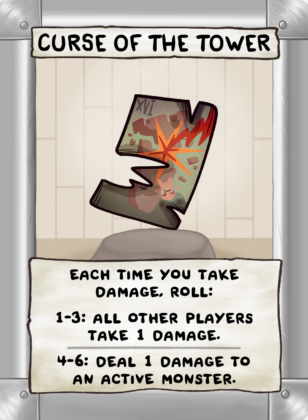 CURSE OF THE TOWER
XVI
EACH TIME YOU TAKE
DAMAGE, ROLL:
1-3: ALL OTHER PLAYERS
TAKE 1 DAMAGE.
4-6: DEAL 1 DAMAGE TO
AN ACTIVE MONSTER.